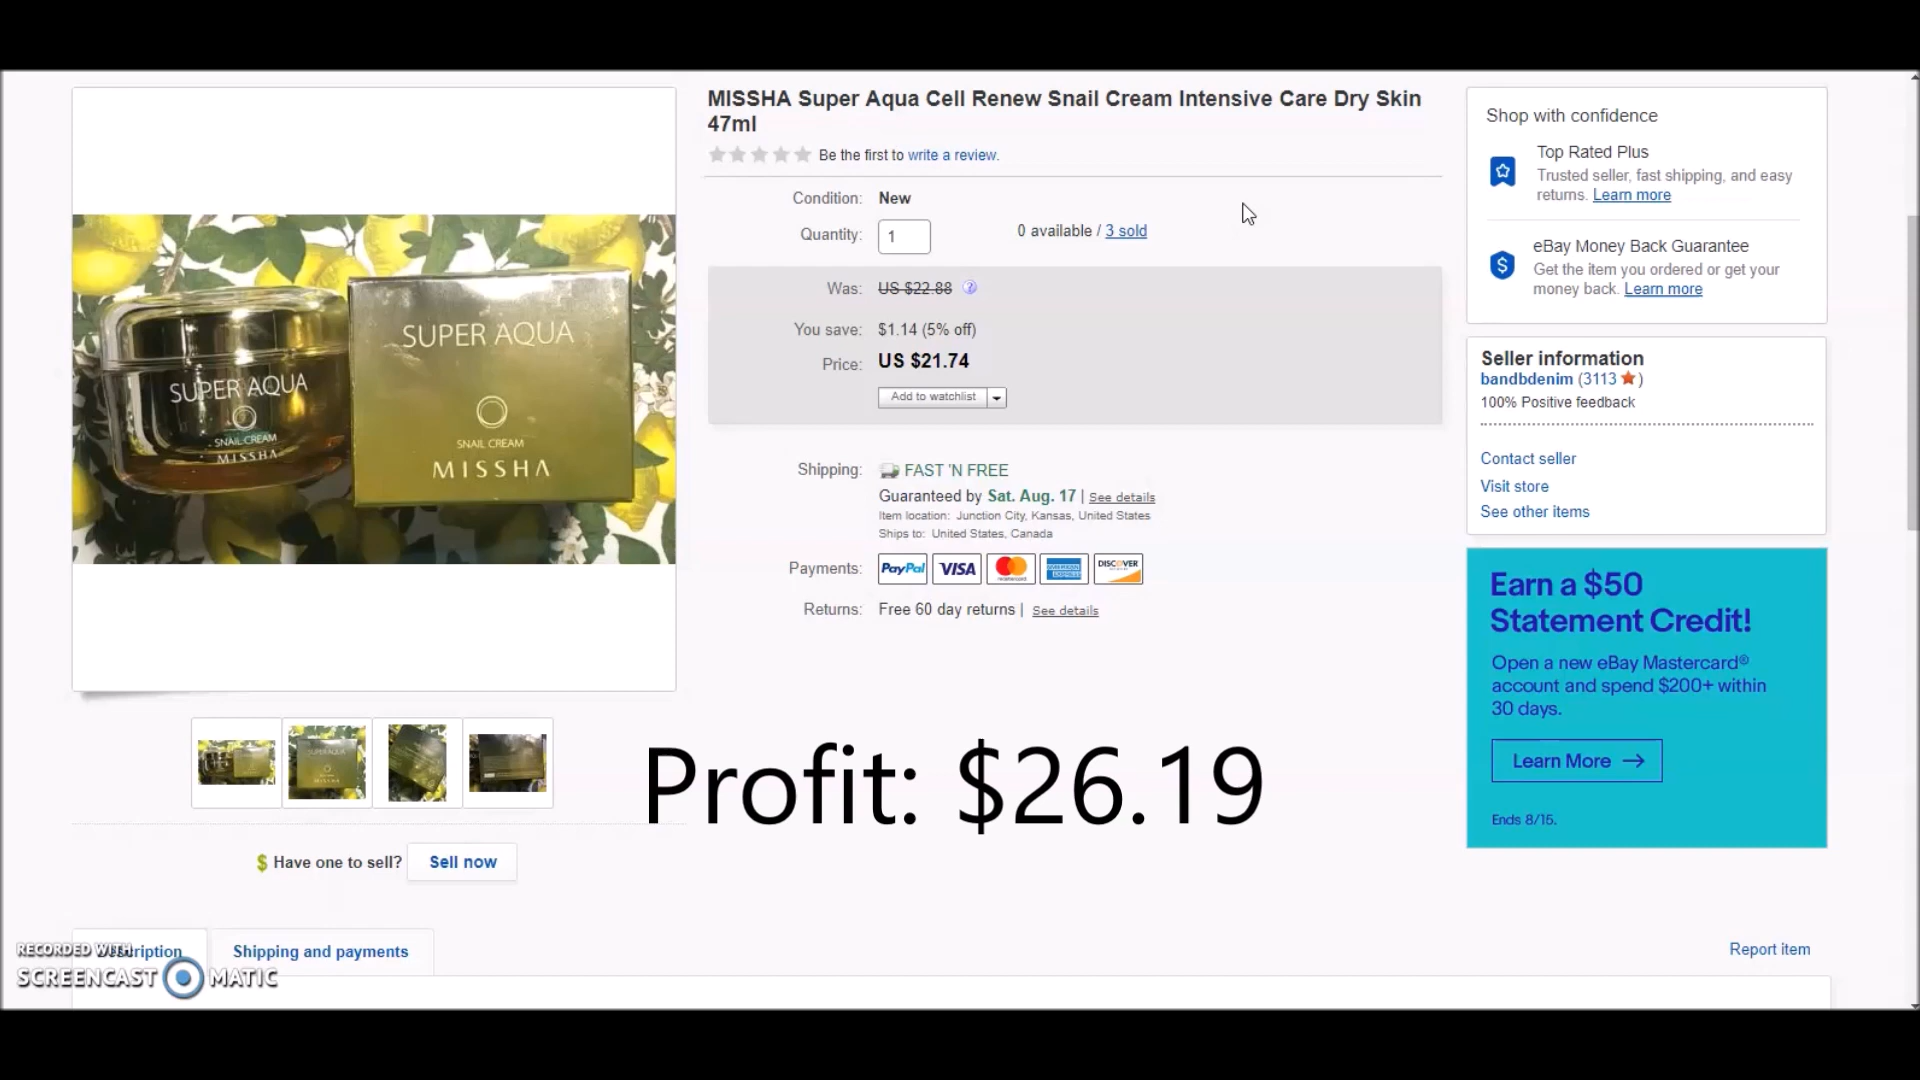 MISSHA Super Aqua Cell Renew Snail Cream Intensive Care Dry Skin
47ml
Be the first to write a review.
Condition: New
Quantity: 1
0 available / 3 sold
Was: US $22.88
You save: $1.14 (5% off)
Price: US $21.74
Add to watchlist
Shipping: FAST 'N FREE
Guaranteed by Sat. Aug. 17 | See details
Item location: Junction City, Kansas, United States
Ships to: United States, Canada
Payments: PayPal VISA mastercard AMERICAN EXPRESS DISCOVER
Returns: Free 60 day returns | See details
SUPER AQUA
SNAIL CREAM
MISSHA
SUPER AQUA
SNAIL CREAM
MISSHA
Profit: $26.19
$ Have one to sell? Sell now
Shop with confidence
Top Rated Plus
Trusted seller, fast shipping, and easy
returns. Learn more
eBay Money Back Guarantee
Get the item you ordered or get your
money back. Learn more
Seller information
bandbdenim (3113)
100% Positive feedback
Contact seller
Visit store
See other items
Earn a $50
Statement Credit!
Open a new eBay Mastercard®
account and spend $200+ within
30 days.
Learn More →
Ends 8/15.
Description
Shipping and payments
Report item
RECORDED WITH
SCREENCAST MATIC